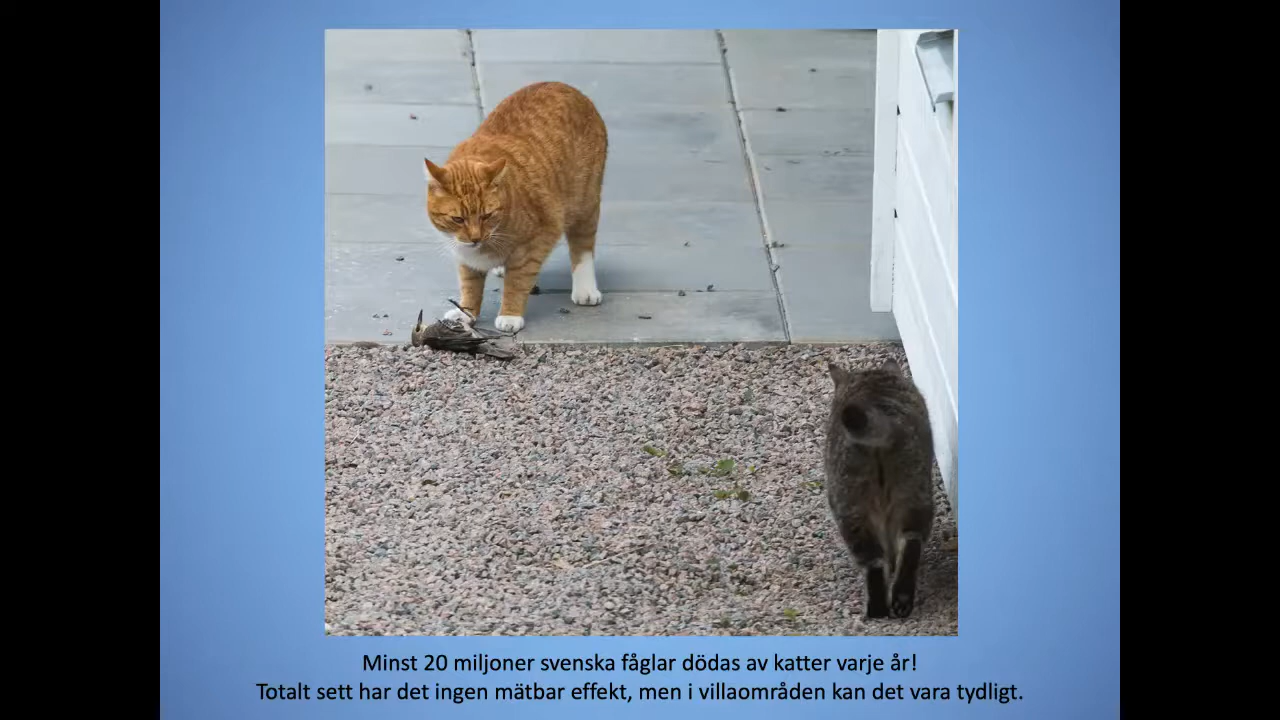 Minst 20 miljoner svenska fåglar dödas av katter varje år!
Totalt sett har det ingen mätbar effekt, men i villaområden kan det vara tydligt.